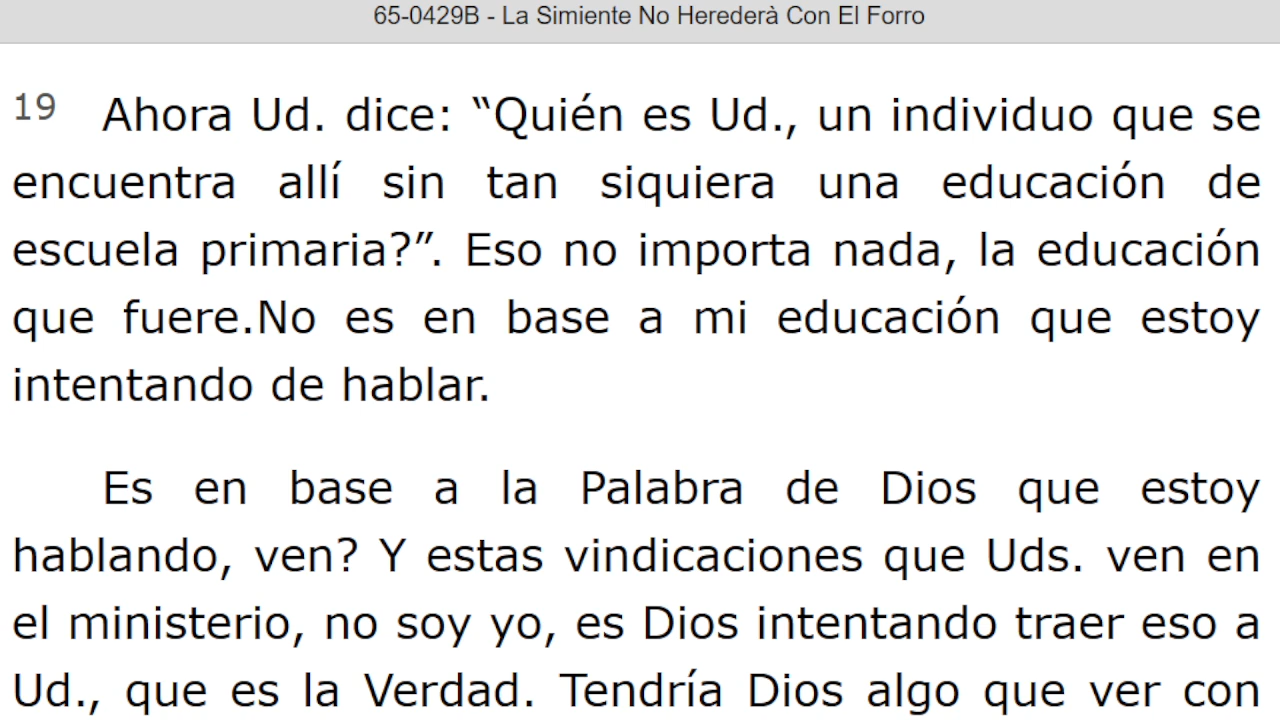 65-0429B - La Simiente No Herederà Con El Forro
19 Ahora Ud. dice: “Quién es Ud., un individuo que se
encuentra allí sin tan siquiera una educación de
escuela primaria?”. Eso no importa nada, la educación
que fuere.No es en base a mi educación que estoy
intentando de hablar.
Es en base a la Palabra de Dios que estoy
hablando, ven? Y estas vindicaciones que Uds. ven en
el ministerio, no soy yo, es Dios intentando traer eso a
Ud., que es la Verdad. Tendría Dios algo que ver con